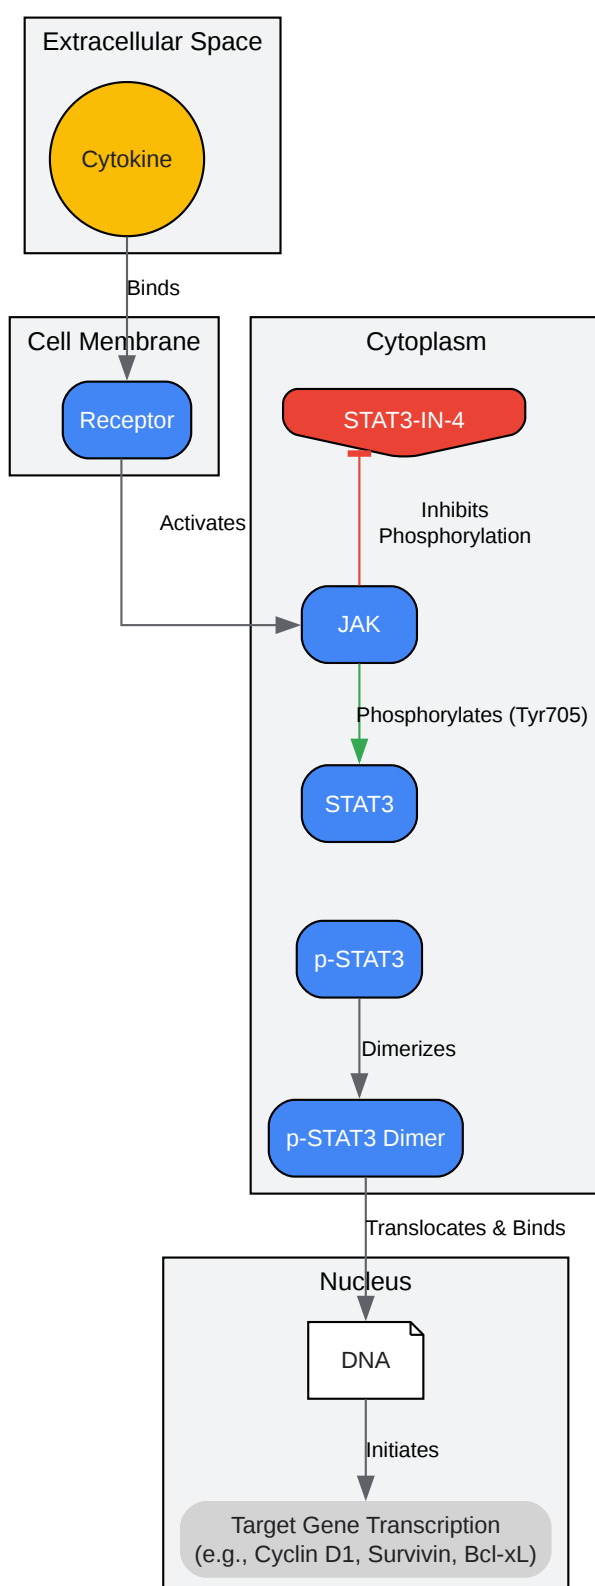 Extracellular Space
Cytokine
Binds
Cell Membrane
Receptor
Activates
Cytoplasm
STAT3-IN-4
Inhibits
Phosphorylation
JAK
Phosphorylates (Tyr705)
STAT3
p-STAT3
Dimerizes
p-STAT3 Dimer
Translocates & Binds
Nucleus
DNA
Initiates
Target Gene Transcription
(e.g., Cyclin D1, Survivin, Bcl-xL)